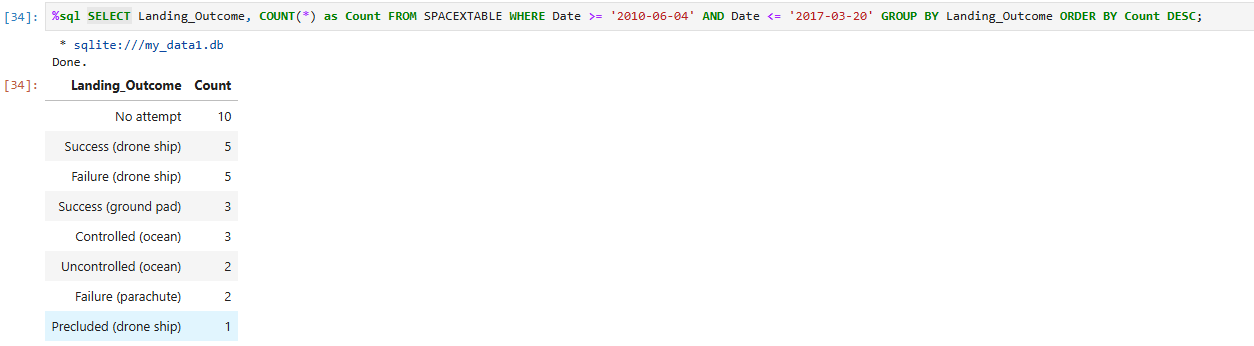 [34]: %sql SELECT Landing_Outcome, COUNT(*) as Count FROM SPACEXTABLE WHERE Date >= '2010-06-04' AND Date <= '2017-03-20' GROUP BY Landing_Outcome ORDER BY Count DESC;
* sqlite:///my_data1.db
Done.
[34]: Landing_Outcome Count
No attempt 10
Success (drone ship) 5
Failure (drone ship) 5
Success (ground pad) 3
Controlled (ocean) 3
Uncontrolled (ocean) 2
Failure (parachute) 2
Precluded (drone ship) 1